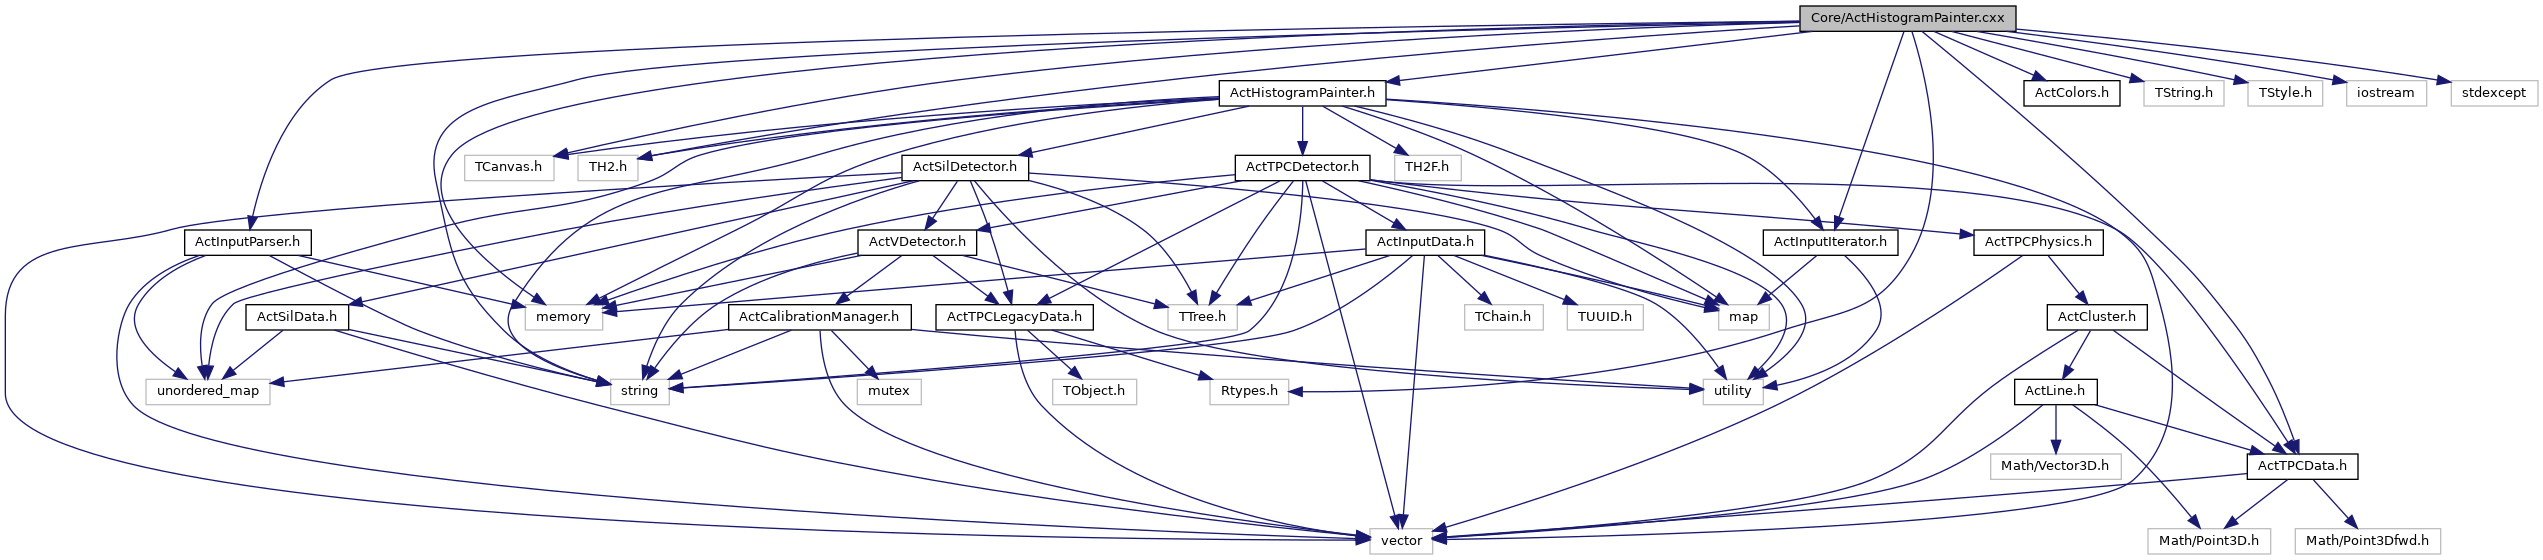 Core/ActHistogramPainter.cxx
ActHistogramPainter.h
ActColors.h
TString.h
TStyle.h
iostream
stdexcept
TCanvas.h
TH2.h
ActSilDetector.h
ActTPCDetector.h
TH2F.h
ActInputParser.h
ActVDetector.h
ActInputData.h
ActInputIterator.h
ActTPCPhysics.h
ActSilData.h
memory
ActCalibrationManager.h
ActTPCLegacyData.h
TTree.h
TChain.h
TUUID.h
map
ActCluster.h
unordered_map
string
mutex
TObject.h
Rtypes.h
utility
ActLine.h
Math/Vector3D.h
ActTPCData.h
vector
Math/Point3D.h
Math/Point3Dfwd.h